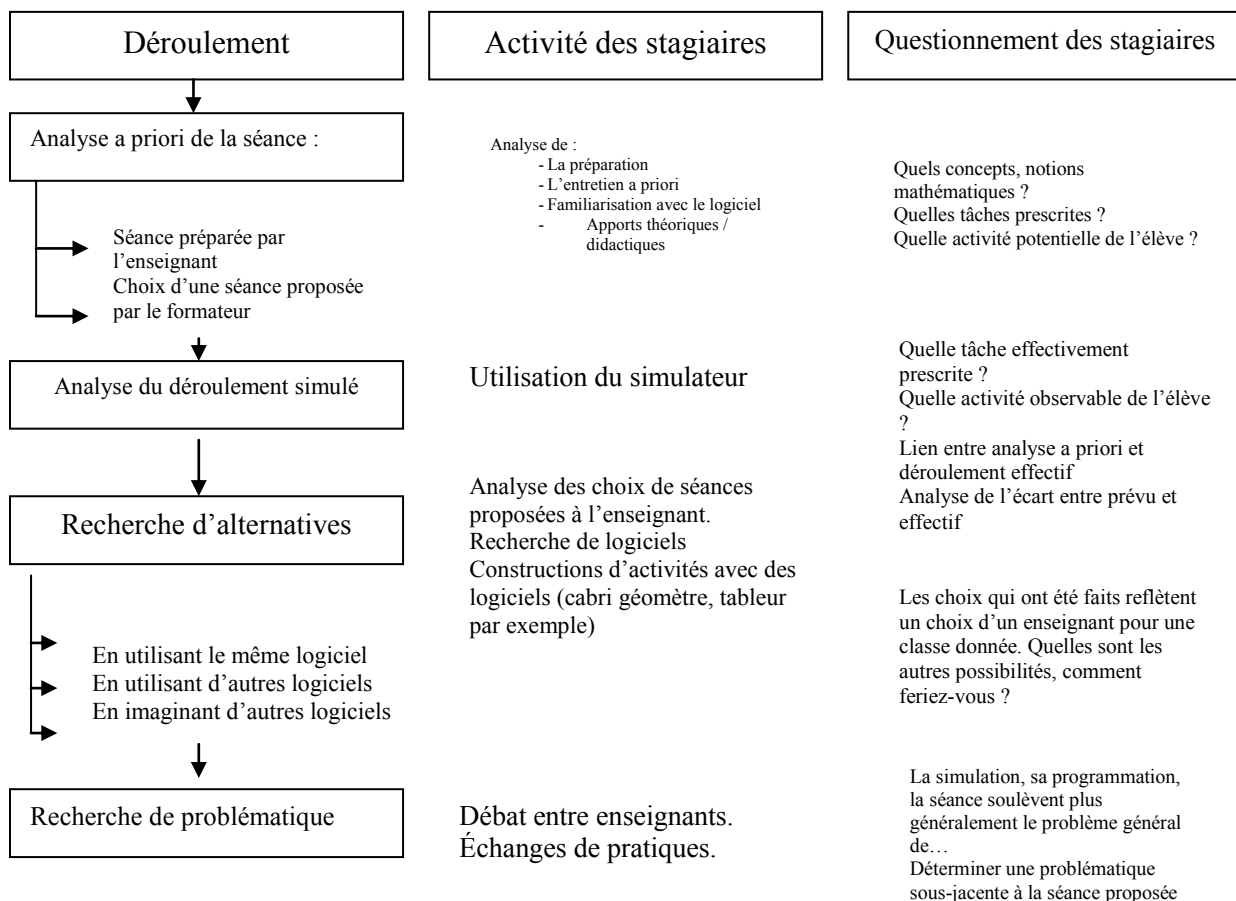 Déroulement
Activité des stagiaires
Questionnement des stagiaires
Analyse a priori de la séance :
Séance préparée par
l’enseignant
Choix d’une séance proposée
par le formateur
Analyse de :
- La préparation
- L’entretien a priori
- Familiarisation avec le logiciel
- Apports théoriques /
didactiques
Quels concepts, notions
mathématiques ?
Quelles tâches prescrites ?
Quelle activité potentielle de l’élève ?
Analyse du déroulement simulé
Utilisation du simulateur
Quelle tâche effectivement
prescrite ?
Quelle activité observable de l’élève
?
Lien entre analyse a priori et
déroulement effectif
Analyse de l’écart entre prévu et
effectif
Recherche d’alternatives
En utilisant le même logiciel
En utilisant d’autres logiciels
En imaginant d’autres logiciels
Analyse des choix de séances
proposées à l’enseignant.
Recherche de logiciels
Constructions d’activités avec des
logiciels (cabri géomètre, tableur
par exemple)
Les choix qui ont été faits reflètent
un choix d’un enseignant pour une
classe donnée. Quelles sont les
autres possibilités, comment
feriez-vous ?
Recherche de problématique
Débat entre enseignants.
Échanges de pratiques.
La simulation, sa programmation,
la séance soulèvent plus
généralement le problème général
de…
Déterminer une problématique
sous-jacente à la séance proposée